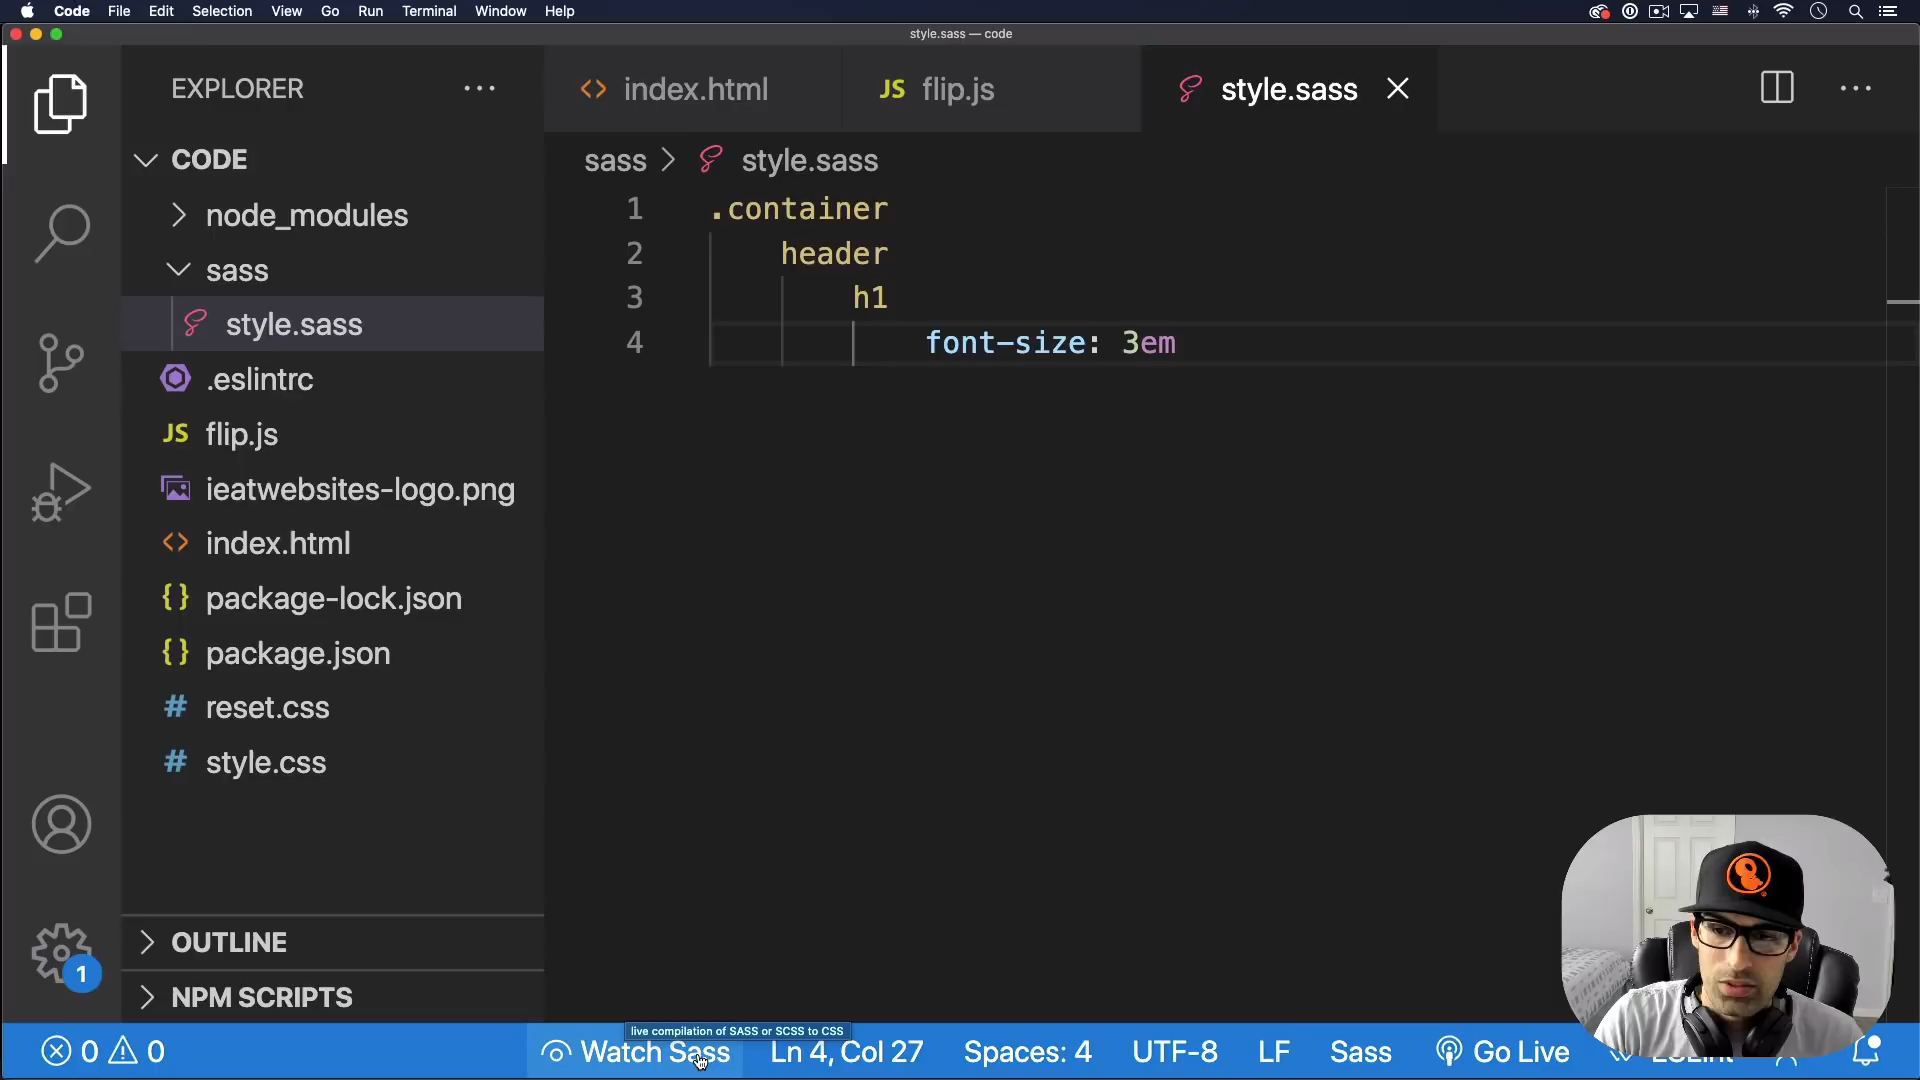 Code File Edit Selection View Go Run Terminal Window Help
style.sass — code
EXPLORER
index.html
JS flip.js
style.sass
CODE
node_modules
sass
style.sass
.eslintrc
JS flip.js
ieatwebsites-logo.png
index.html
{} package-lock.json
{} package.json
# reset.css
# style.css
OUTLINE
NPM SCRIPTS
1
sass > style.sass
1 .container
2 header
3 h1
4 font-size: 3em
live compilation of SASS or SCSS to CSS
0 0 Watch Sass Ln 4, Col 27 Spaces: 4 UTF-8 LF Sass Go Live